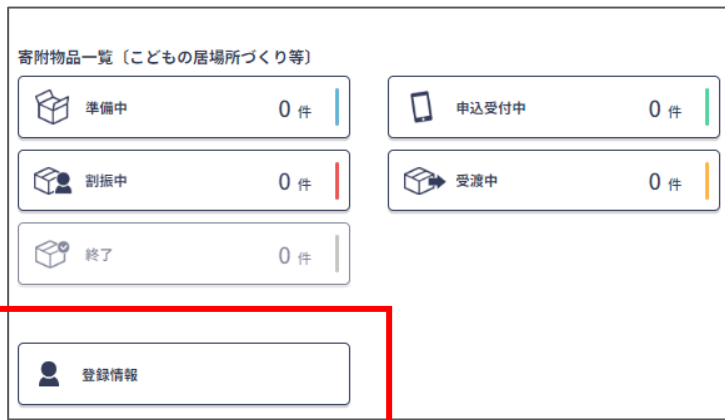 寄附物品一覧〔こどもの居場所づくり等〕
準備中 0 件
申込受付中 0 件
割振中 0 件
受渡中 0 件
終了 0 件
登録情報